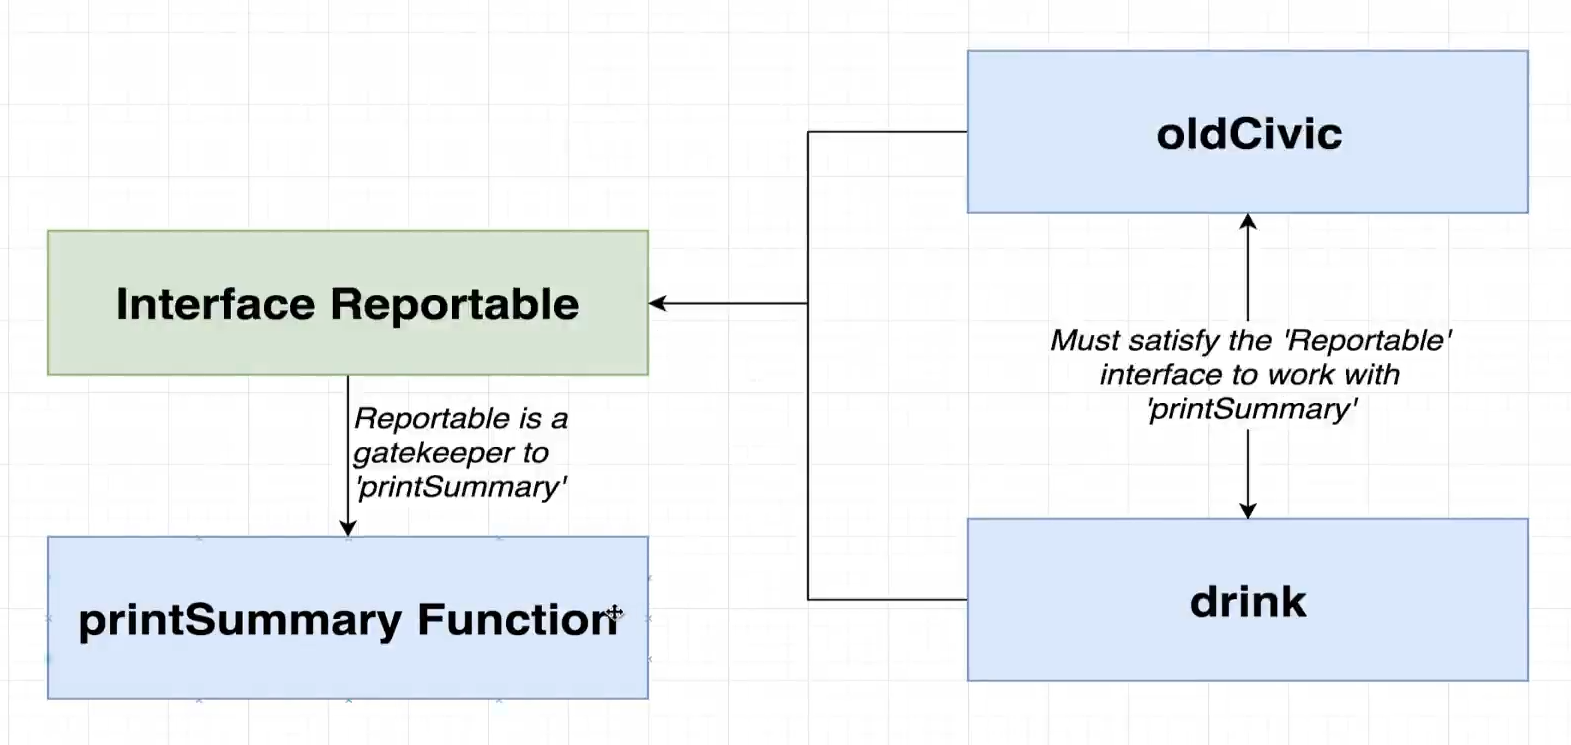 oldCivic
Interface Reportable
Must satisfy the 'Reportable'
interface to work with
'printSummary'
Reportable is a
gatekeeper to
'printSummary'
printSummary Function
drink